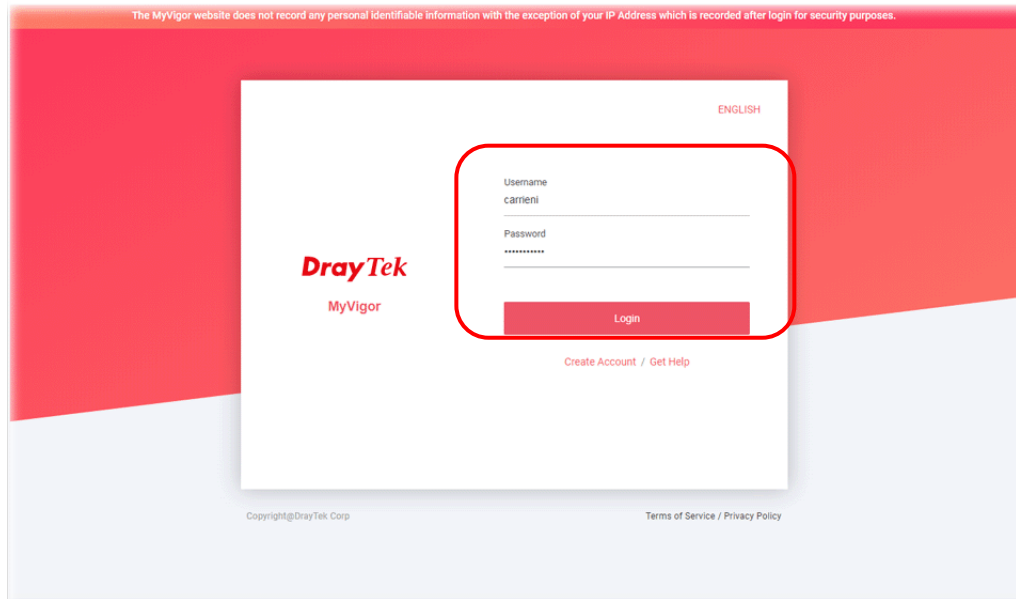 The MyVigor website does not record any personal identifiable information with the exception of your IP Address which is recorded after login for security purposes.
ENGLISH
Username
carrieni
Password
•••••••••••
DrayTek
MyVigor
Login
Create Account / Get Help
Copyright@DrayTek Corp
Terms of Service / Privacy Policy